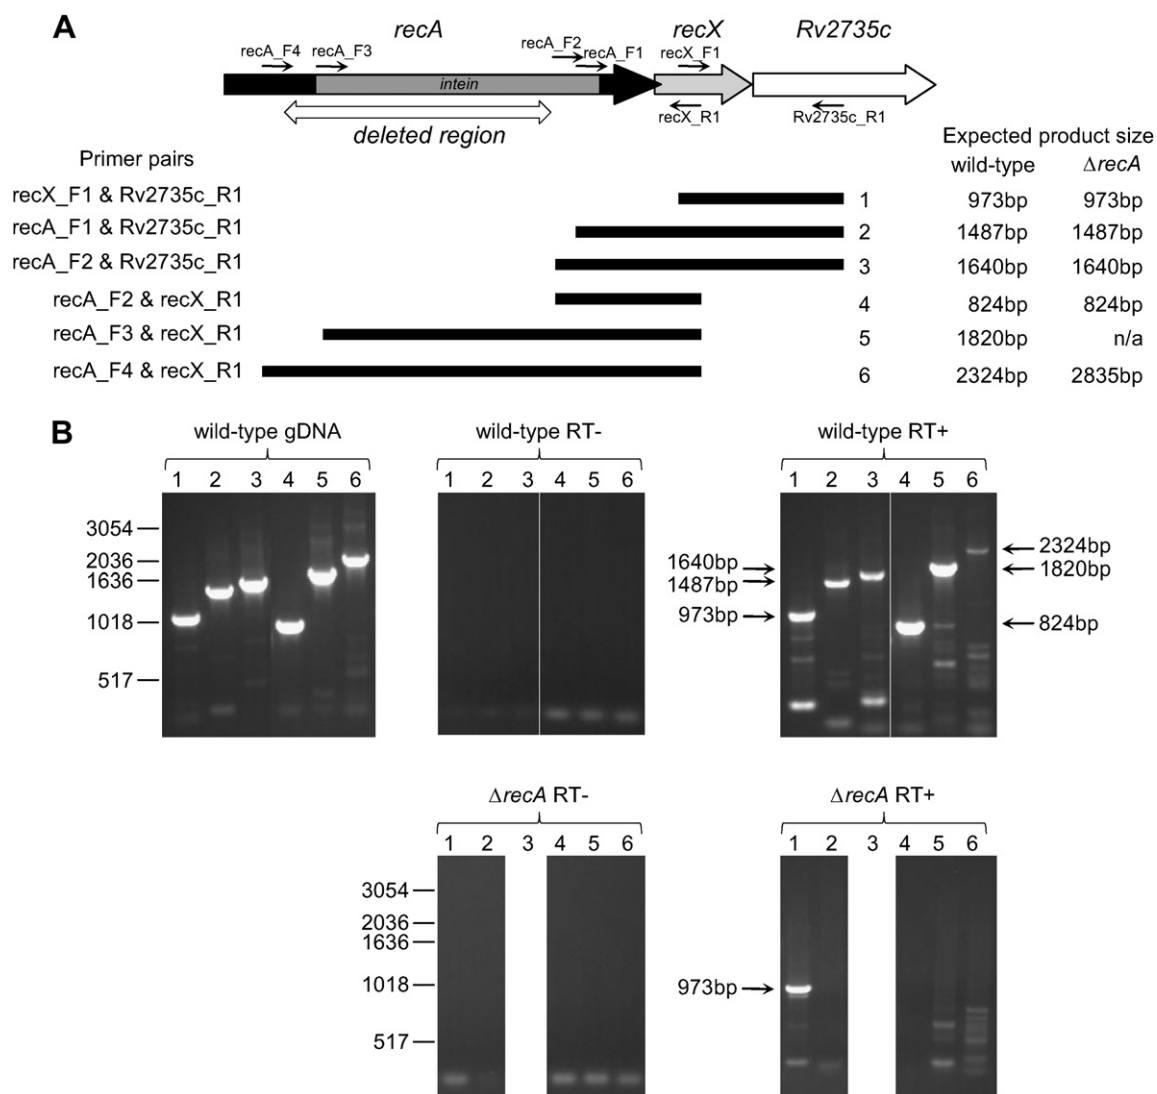 A
recA recX Rv2735c
recA_F4 recA_F3 recA_F2 recA_F1 recX_F1
intein
recX_R1 Rv2735c_R1
deleted region
Expected product size
Primer pairs wild-type ΔrecA
recX_F1 & Rv2735c_R1 1 973bp 973bp
recA_F1 & Rv2735c_R1 2 1487bp 1487bp
recA_F2 & Rv2735c_R1 3 1640bp 1640bp
recA_F2 & recX_R1 4 824bp 824bp
recA_F3 & recX_R1 5 1820bp n/a
recA_F4 & recX_R1 6 2324bp 2835bp
B
wild-type gDNA wild-type RT- wild-type RT+
1 2 3 4 5 6 1 2 3 4 5 6 1 2 3 4 5 6
3054
2036
1636
1018
517
1640bp
1487bp
973bp
2324bp
1820bp
824bp
ΔrecA RT- ΔrecA RT+
1 2 3 4 5 6 1 2 3 4 5 6
3054
2036
1636
1018
517
973bp